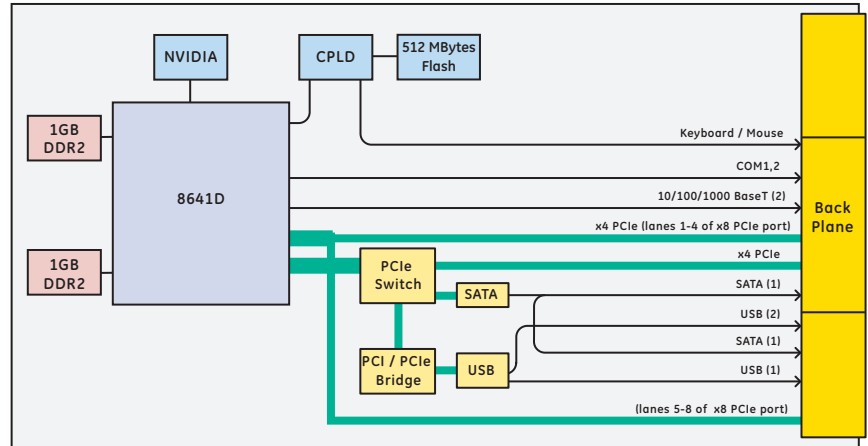 NVIDIA
CPLD
512 MBytes
Flash
1GB
DDR2
8641D
1GB
DDR2
Keyboard / Mouse
COM1,2
10/100/1000 BaseT (2)
x4 PCIe (lanes 1-4 of x8 PCIe port)
x4 PCIe
Back
Plane
PCIe
Switch
SATA
SATA (1)
USB (2)
SATA (1)
PCI / PCIe
Bridge
USB
USB (1)
(lanes 5-8 of x8 PCIe port)